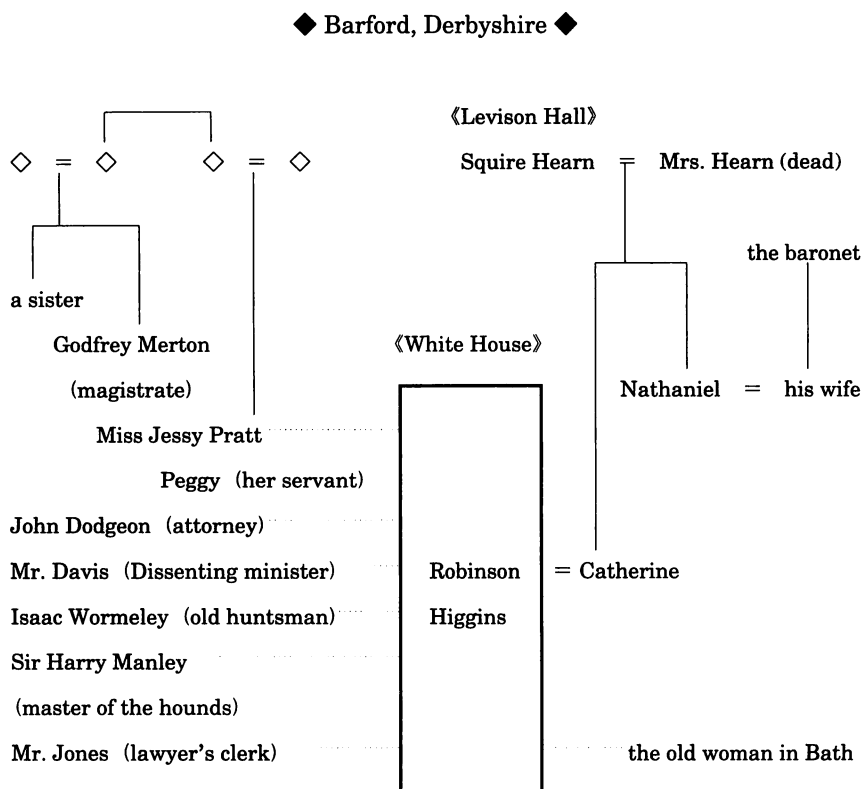 ◆ Barford, Derbyshire ◆
《Levison Hall》
◇ = ◇ ◇ = ◇ Squire Hearn = Mrs. Hearn (dead)
the baronet
a sister
Godfrey Merton 《White House》
(magistrate) Nathaniel = his wife
Miss Jessy Pratt
Peggy (her servant)
John Dodgeon (attorney)
Mr. Davis (Dissenting minister) Robinson = Catherine
Isaac Wormeley (old huntsman) Higgins
Sir Harry Manley
(master of the hounds)
Mr. Jones (lawyer's clerk) the old woman in Bath